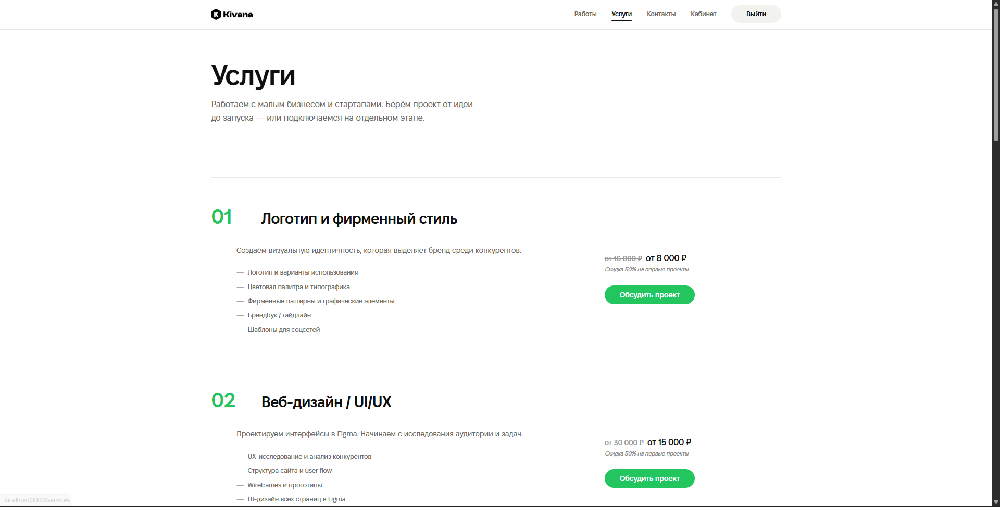 Kivana
Работы
Услуги
Контакты
Кабинет
Выйти
Услуги
Работаем с малым бизнесом и стартапами. Берём проект от идеи
до запуска — или подключаемся на отдельном этапе.
01 Логотип и фирменный стиль
Создаём визуальную идентичность, которая выделяет бренд среди конкурентов.
— Логотип и варианты использования
— Цветовая палитра и типографика
— Фирменные паттерны и графические элементы
— Брендбук / гайдлайн
— Шаблоны для соцсетей
от 16 000 ₽ от 8 000 ₽
Скидка 50% на первые проекты
Обсудить проект
02 Веб-дизайн / UI/UX
Проектируем интерфейсы в Figma. Начинаем с исследования аудитории и задач.
— UX-исследование и анализ конкурентов
— Структура сайта и user flow
— Wireframes и прототипы
— UI-дизайн всех страниц в Figma
от 30 000 ₽ от 15 000 ₽
Скидка 50% на первые проекты
Обсудить проект
localhost:3000/services